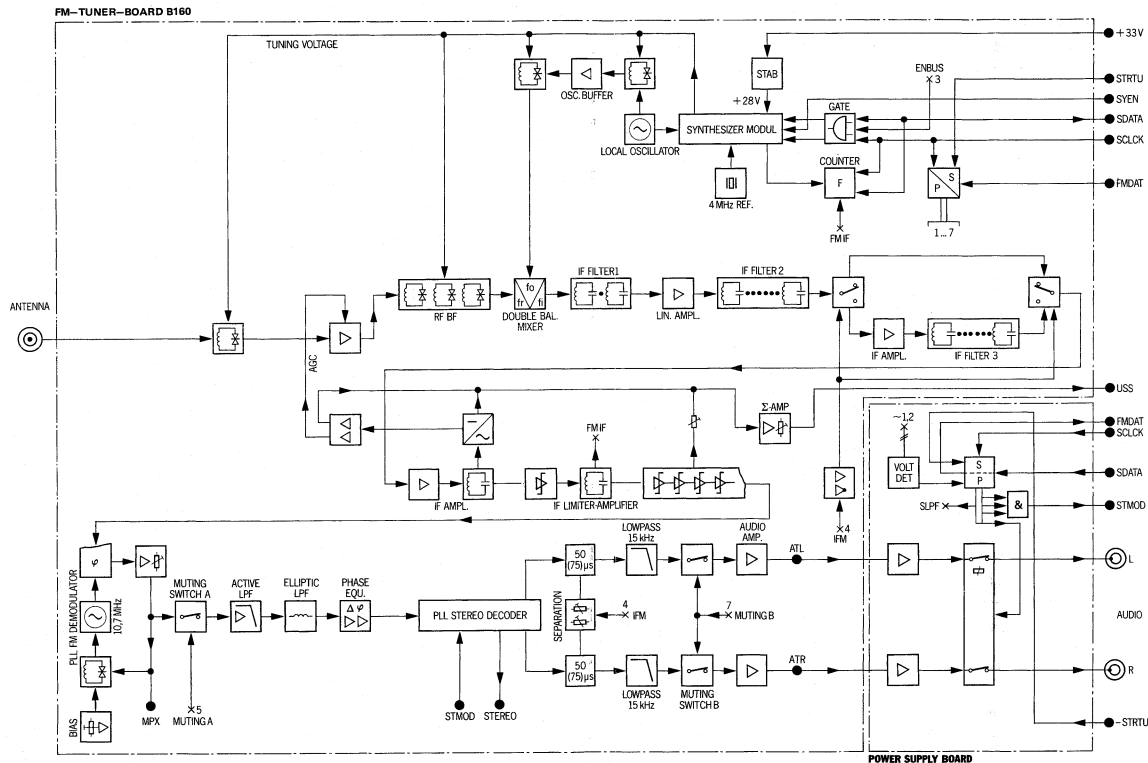 FM–TUNER–BOARD B160
TUNING VOLTAGE
+33V
STAB
ENBUS
3
STRTU
OSC. BUFFER
+28V
GATE
SYEN
SDATA
SYNTHESIZER MODUL
LOCAL OSCILLATOR
SCLCK
COUNTER
F
S
P
FMDAT
4 MHz REF.
FM IF
1...7
ANTENNA
RF BF
fo
fr
fi
DOUBLE BAL.
MIXER
IF FILTER1
LIN. AMPL.
IF FILTER 2
IF AMPL.
IF FILTER 3
AGC
Σ-AMP
USS
FM IF
~1,2
FMDAT
SCLCK
VOLT
DET
S
P
SDATA
IF AMPL.
IF LIMITER-AMPLIFIER
4
IFM
SLPF
&
STMOD
φ
PLL FM DEMODULATOR
10,7 MHz
MUTING
SWITCH A
ACTIVE
LPF
ELLIPTIC
LPF
PHASE
EQU.
Δ φ
PLL STEREO DECODER
50
(75)µs
LOWPASS
15 kHz
AUDIO
AMP.
ATL
L
SEPARATION
4
IFM
7
MUTING B
AUDIO
50
(75)µs
LOWPASS
15 kHz
MUTING
SWITCH B
ATR
R
BIAS
MPX
5
MUTING A
STMOD
STEREO
-STRTU
POWER SUPPLY BOARD